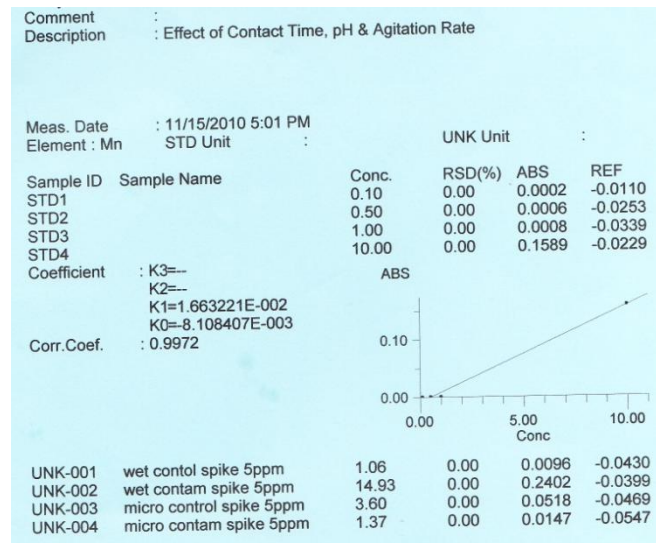 Comment :
Description : Effect of Contact Time, pH & Agitation Rate
Meas. Date : 11/15/2010 5:01 PM
Element : Mn STD Unit : UNK Unit :
Sample ID Sample Name Conc. RSD(%) ABS REF
STD1 0.10 0.00 0.0002 -0.0110
STD2 0.50 0.00 0.0006 -0.0253
STD3 1.00 0.00 0.0008 -0.0339
STD4 10.00 0.00 0.1589 -0.0229
Coefficient : K3=--
K2=--
K1=1.663221E-002
K0=-8.108407E-003
Corr.Coef. : 0.9972
ABS
0.10
0.00
0.00 5.00 10.00
Conc
UNK-001 wet contol spike 5ppm 1.06 0.00 0.0096 -0.0430
UNK-002 wet contam spike 5ppm 14.93 0.00 0.2402 -0.0399
UNK-003 micro control spike 5ppm 3.60 0.00 0.0518 -0.0469
UNK-004 micro contam spike 5ppm 1.37 0.00 0.0147 -0.0547